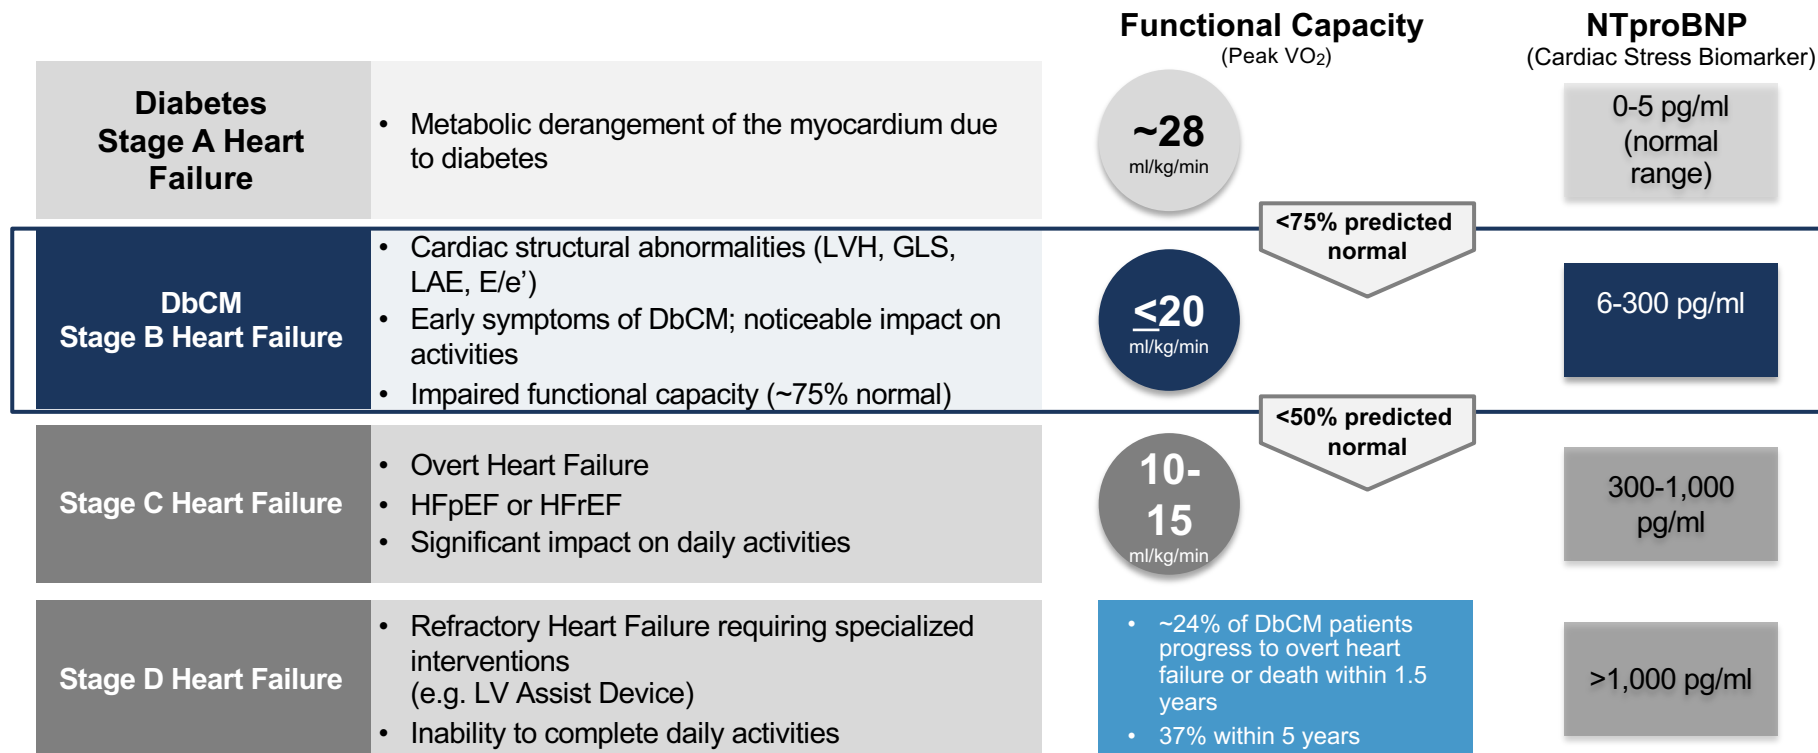 Functional Capacity
(Peak VO2)
NTproBNP
(Cardiac Stress Biomarker)
Diabetes
Stage A Heart
Failure
• Metabolic derangement of the myocardium due
to diabetes
~28
ml/kg/min
0-5 pg/ml
(normal
range)
<75% predicted
normal
DbCM
Stage B Heart Failure
• Cardiac structural abnormalities (LVH, GLS,
LAE, E/e’)
• Early symptoms of DbCM; noticeable impact on
activities
• Impaired functional capacity (~75% normal)
≤20
ml/kg/min
6-300 pg/ml
<50% predicted
normal
Stage C Heart Failure
• Overt Heart Failure
• HFpEF or HFrEF
• Significant impact on daily activities
10-
15
ml/kg/min
300-1,000
pg/ml
Stage D Heart Failure
• Refractory Heart Failure requiring specialized
interventions
(e.g. LV Assist Device)
• Inability to complete daily activities
• ~24% of DbCM patients
progress to overt heart
failure or death within 1.5
years
• 37% within 5 years
>1,000 pg/ml